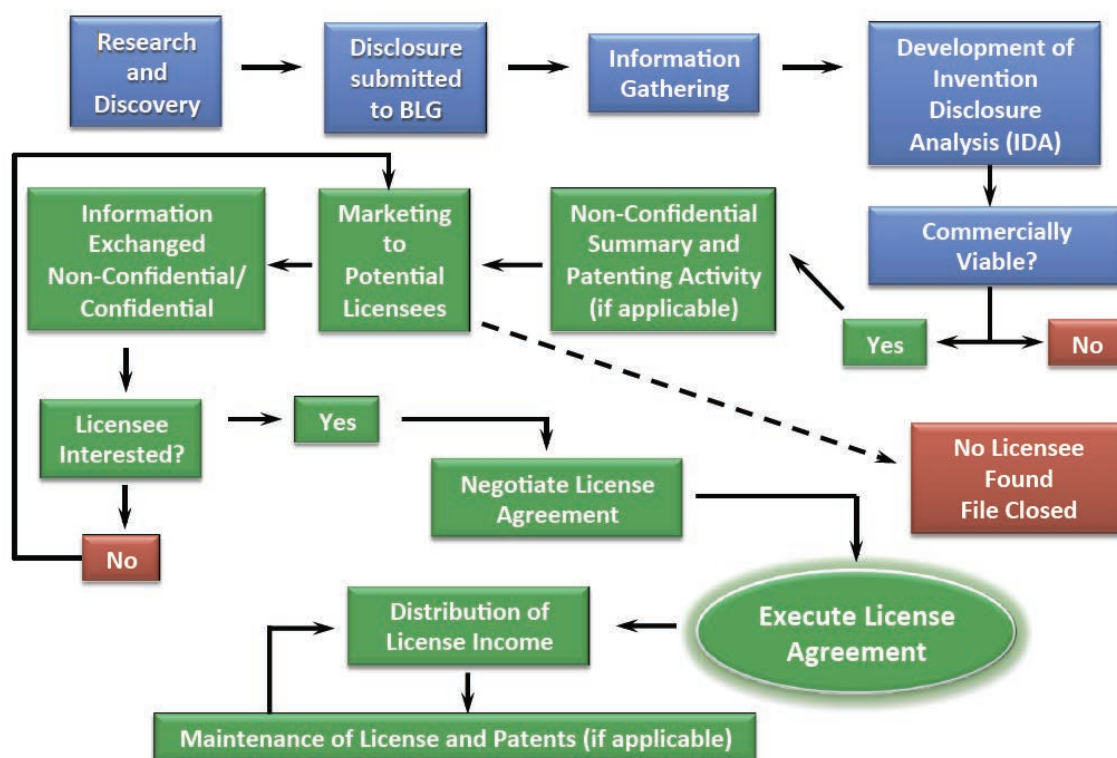 Research
and
Discovery
Disclosure
submitted
to BLG
Information
Gathering
Development of
Invention
Disclosure
Analysis (IDA)
Information
Exchanged
Non-Confidential/
Confidential
Marketing
to
Potential
Licensees
Non-Confidential
Summary and
Patenting Activity
(if applicable)
Commercially
Viable?
Yes
No
Licensee
Interested?
Yes
No
Negotiate License
Agreement
No Licensee
Found
File Closed
Execute License
Agreement
Distribution of
License Income
Maintenance of License and Patents (if applicable)